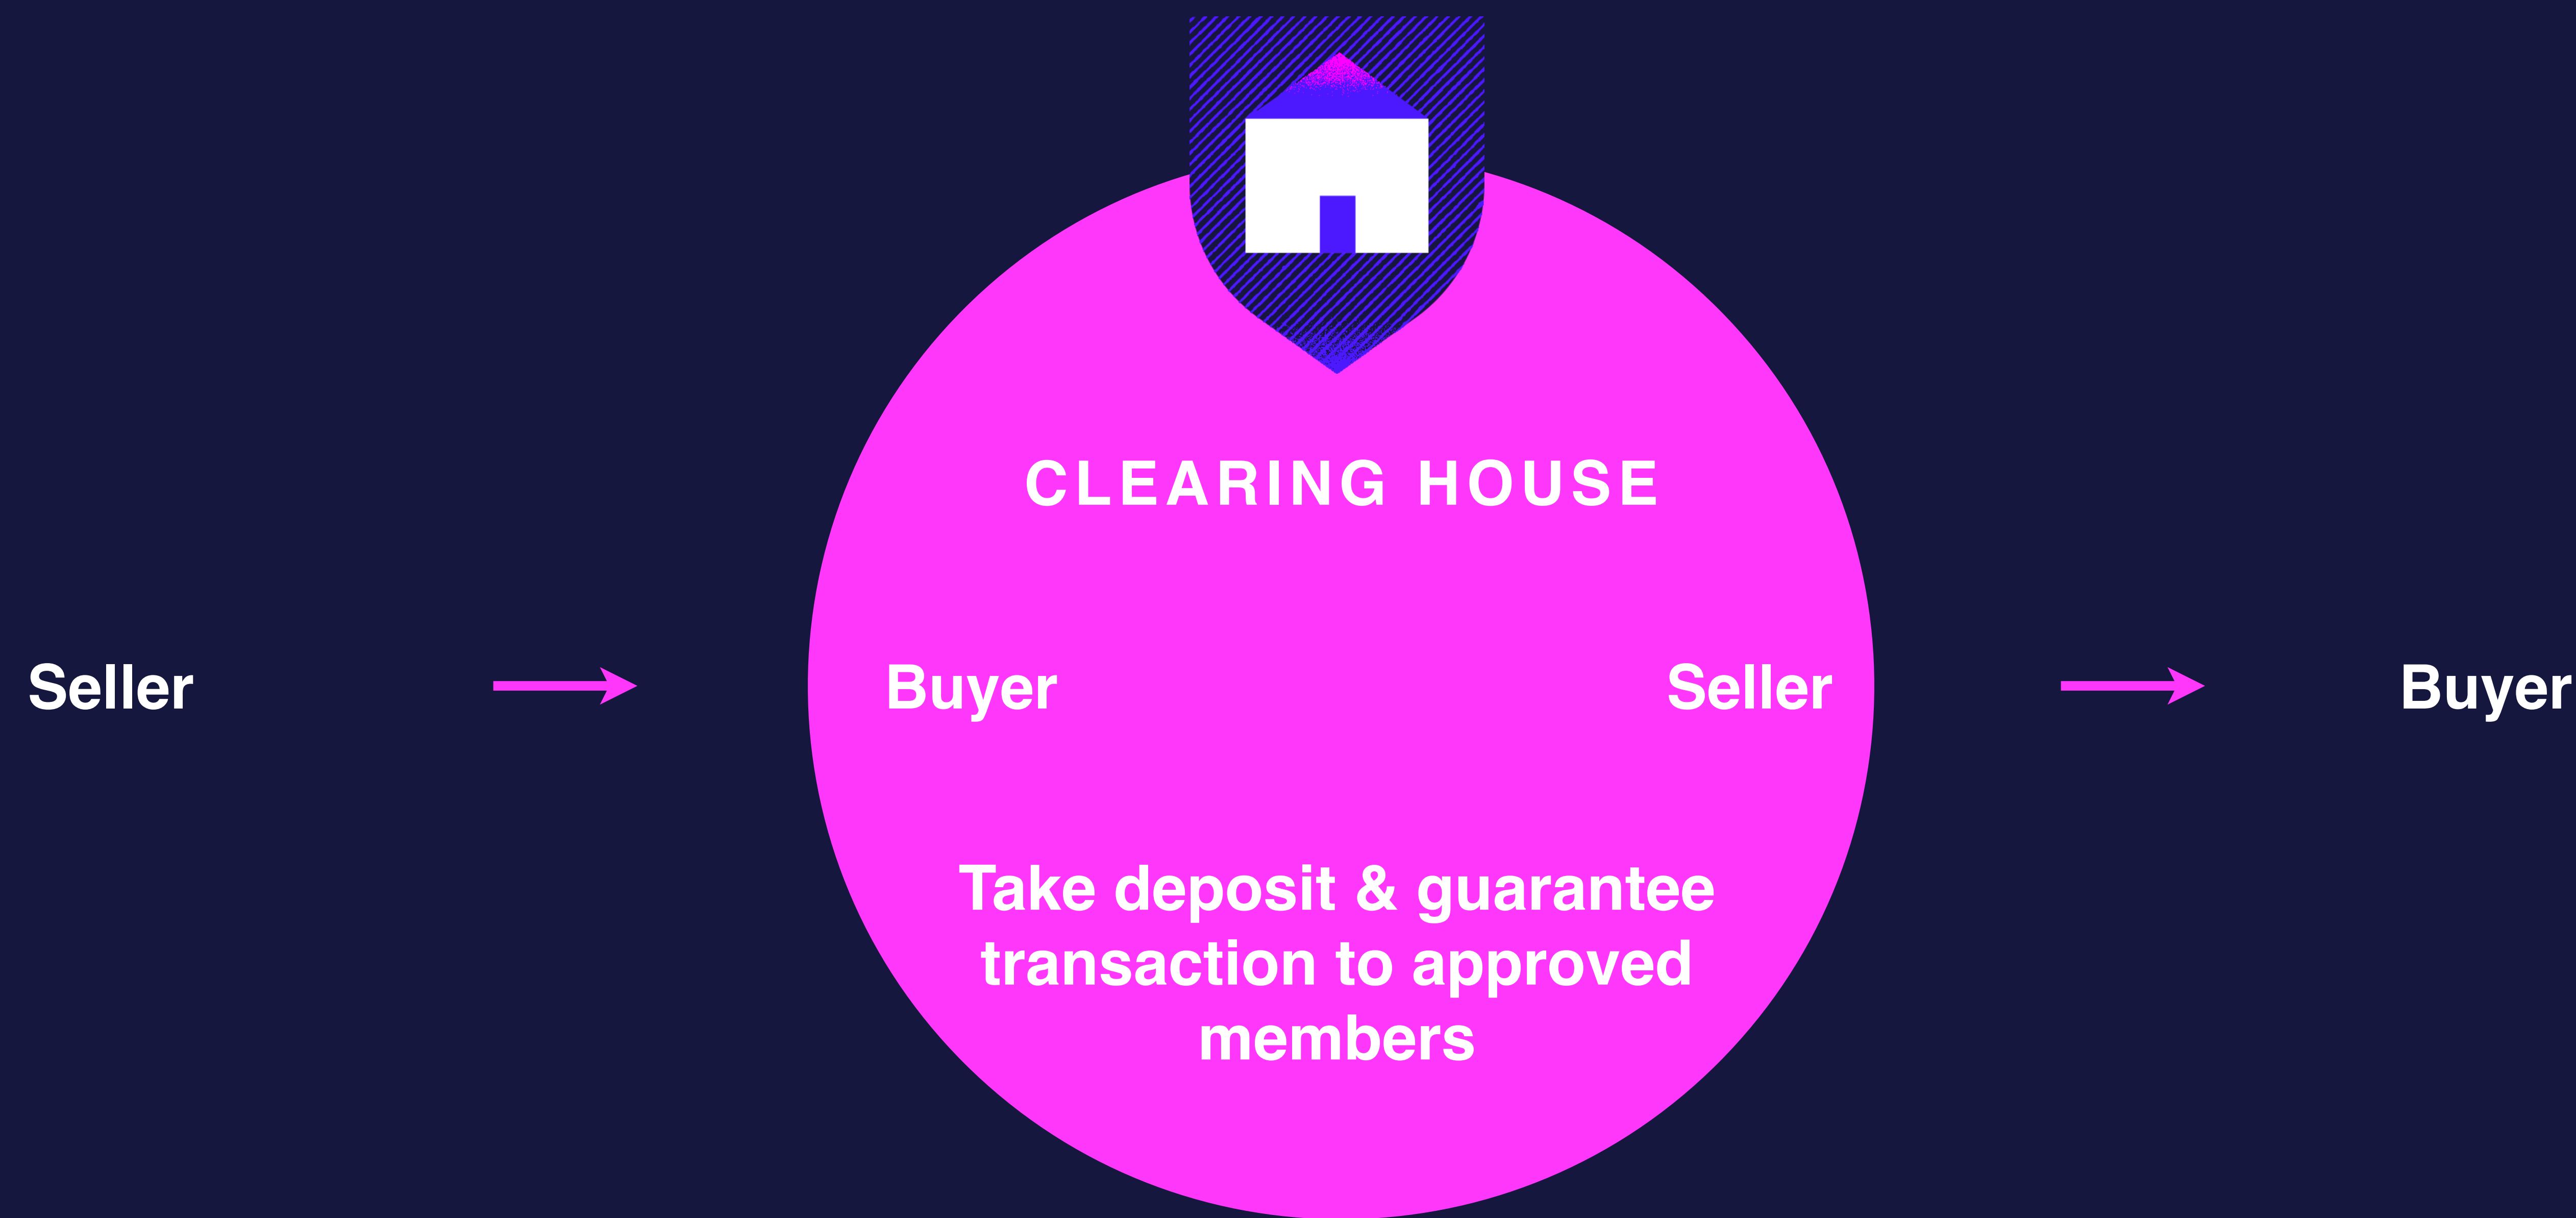 CLEARING HOUSE
Seller Buyer Seller Buyer
Take deposit & guarantee
transaction to approved
members